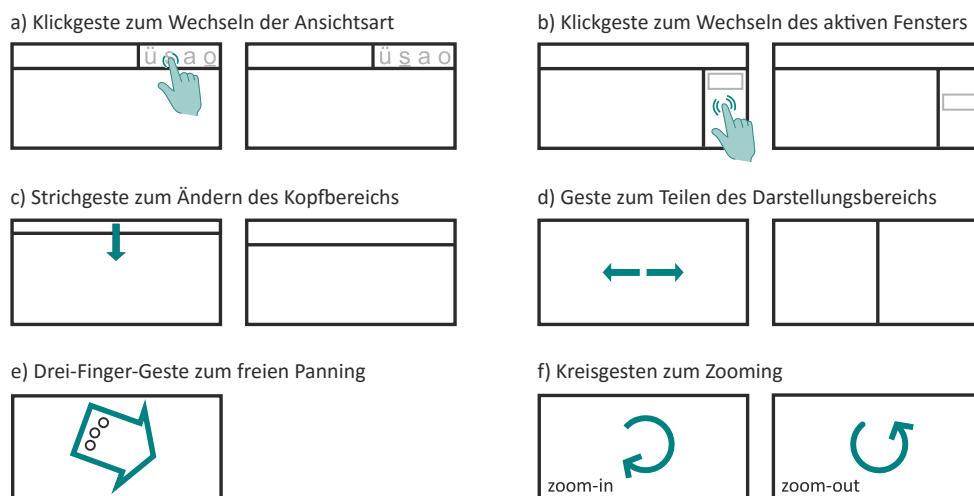 a) Klickgeste zum Wechseln der Ansichtsart
b) Klickgeste zum Wechseln des aktiven Fensters
ü s a o
ü s a o
c) Strichgeste zum Ändern des Kopfbereichs
d) Geste zum Teilen des Darstellungsbereichs
e) Drei-Finger-Geste zum freien Panning
f) Kreisgesten zum Zooming
zoom-in
zoom-out